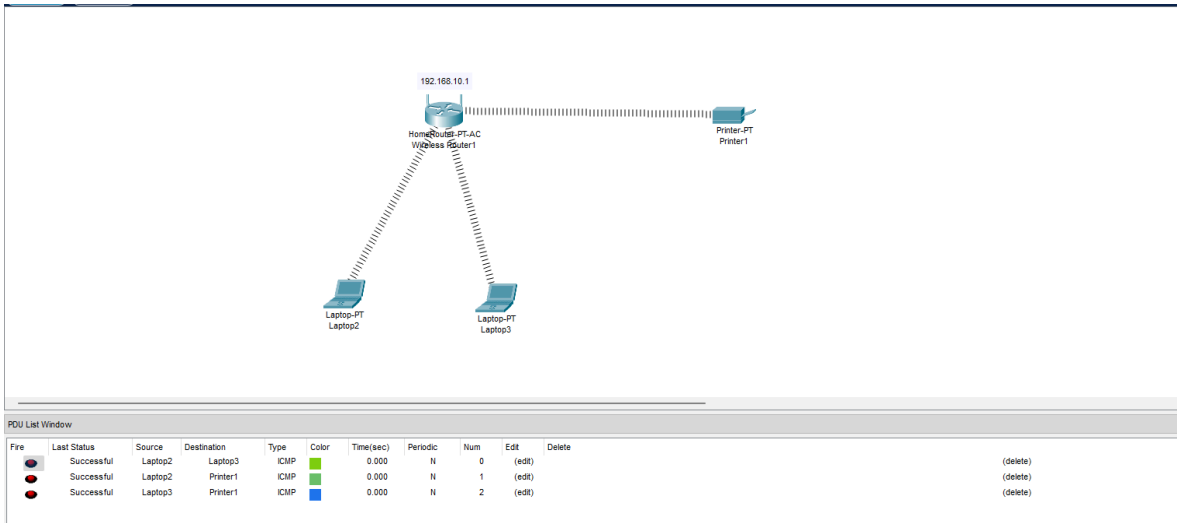 192.168.10.1
HomeRouter-PT-AC
Wireless Router1
Printer-PT
Printer1
Laptop-PT
Laptop2
Laptop-PT
Laptop3
PDU List Window
Fire Last Status Source Destination Type Color Time(sec) Periodic Num Edit Delete
Successful Laptop2 Laptop3 ICMP 0.000 N 0 (edit) (delete)
Successful Laptop2 Printer1 ICMP 0.000 N 1 (edit) (delete)
Successful Laptop3 Printer1 ICMP 0.000 N 2 (edit) (delete)